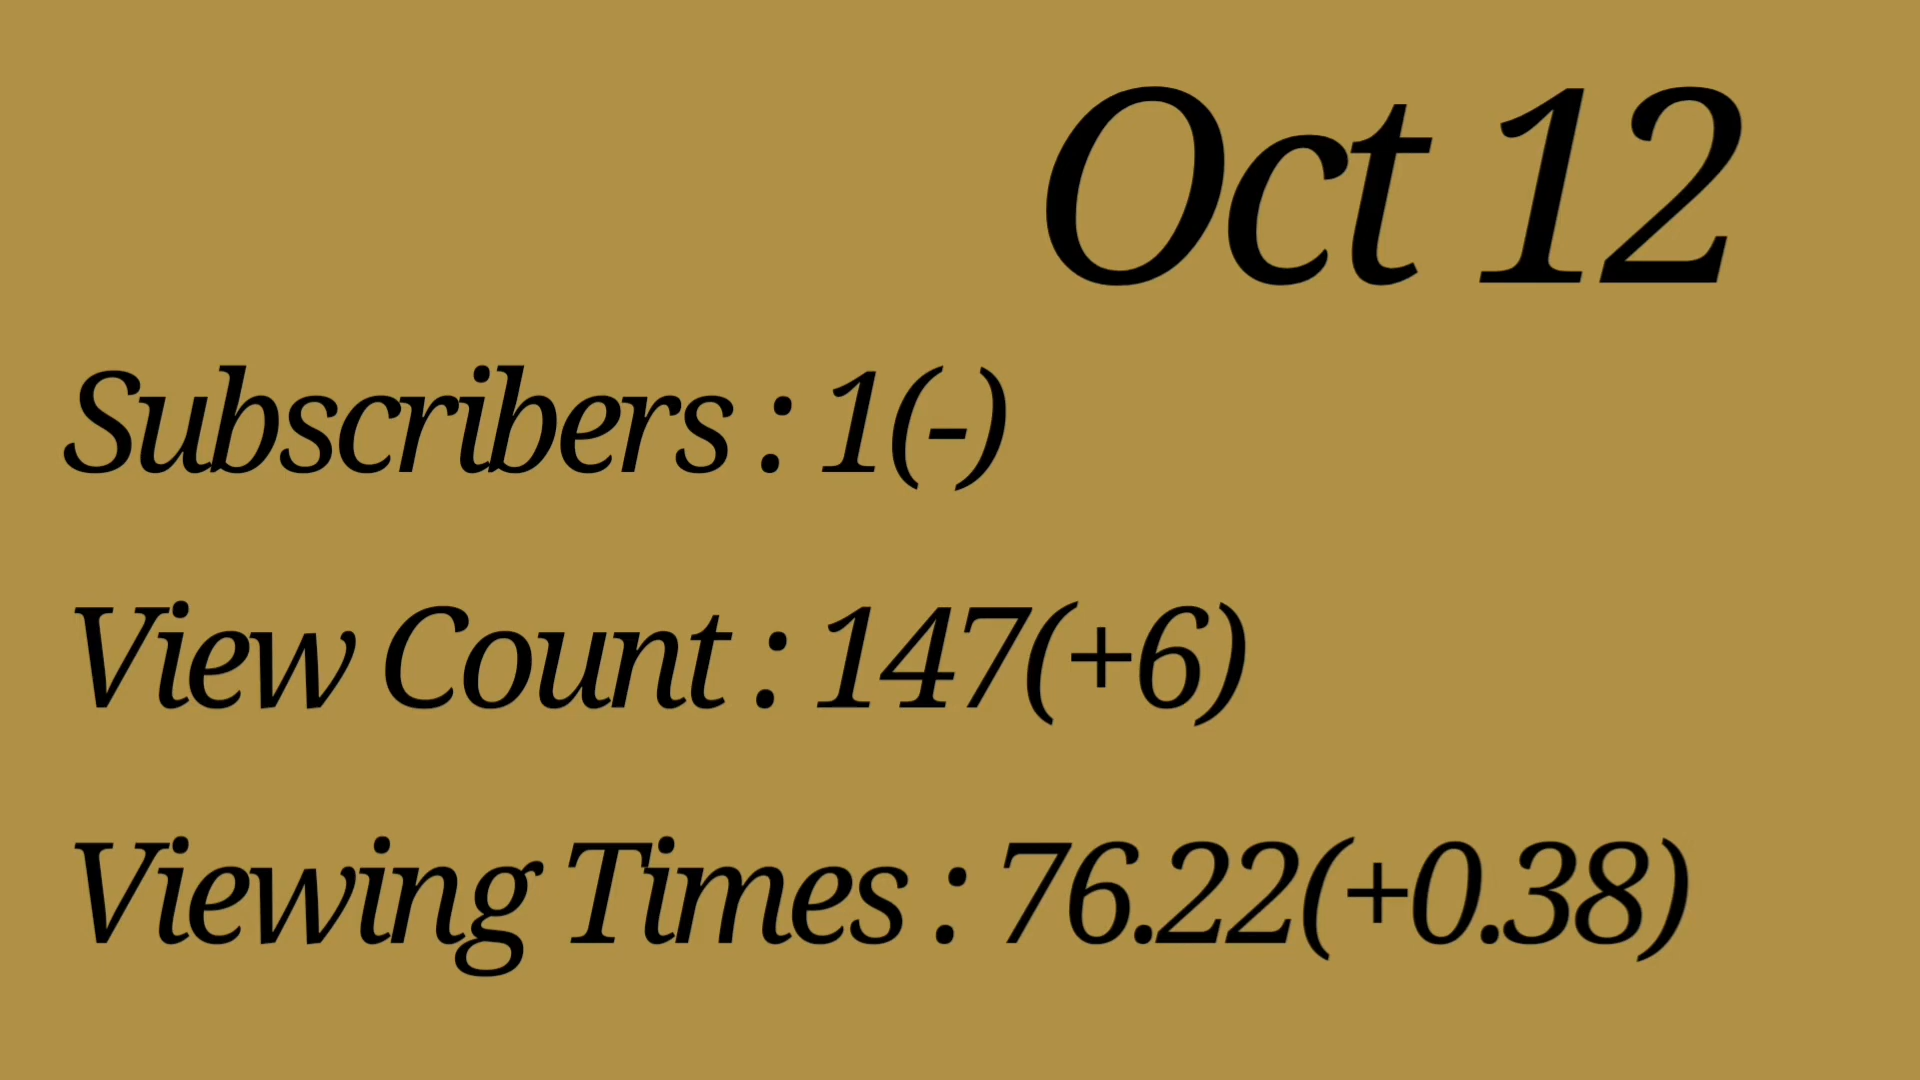 Oct 12
Subscribers : 1(-)
View Count : 147(+6)
Viewing Times : 76.22(+0.38)